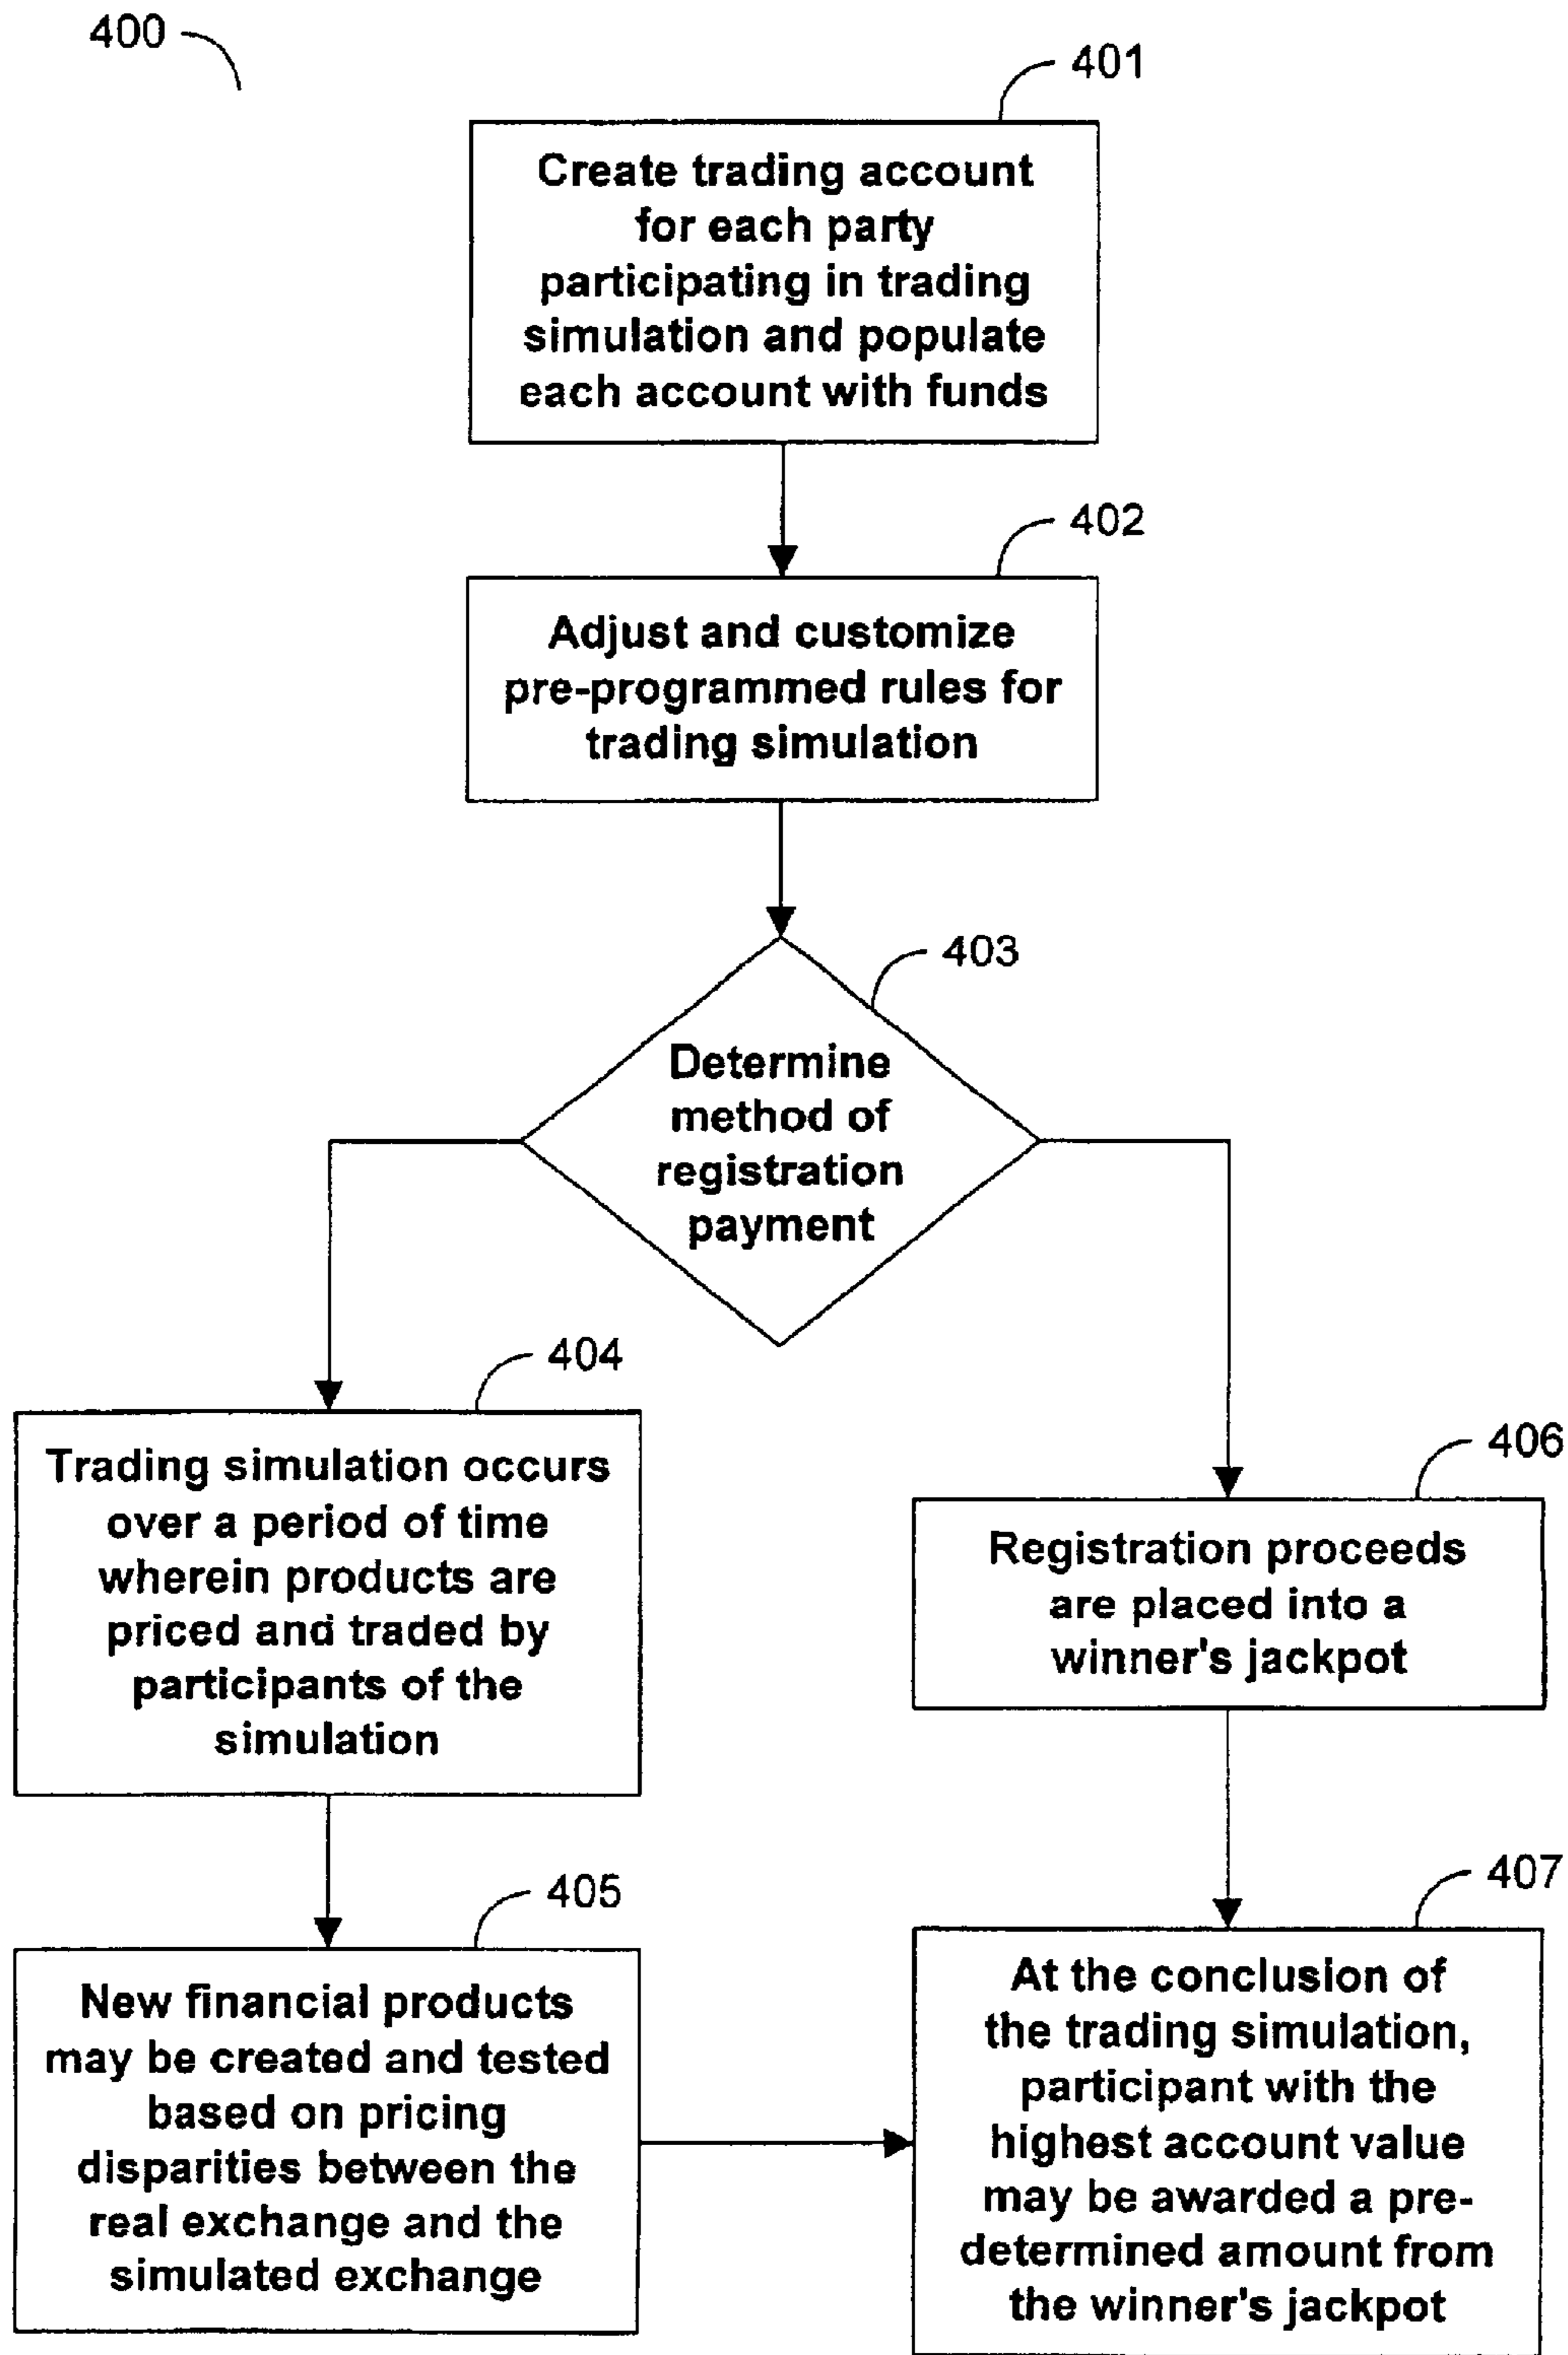 400
401
Create trading account
for each party
participating in trading
simulation and populate
each account with funds
402
Adjust and customize
pre-programmed rules for
trading simulation
403
Determine
method of
registration
payment
404
Trading simulation occurs
over a period of time
wherein products are
priced and traded by
participants of the
simulation
406
Registration proceeds
are placed into a
winner's jackpot
405
New financial products
may be created and tested
based on pricing
disparities between the
real exchange and the
simulated exchange
407
At the conclusion of
the trading simulation,
participant with the
highest account value
may be awarded a pre-
determined amount from
the winner's jackpot